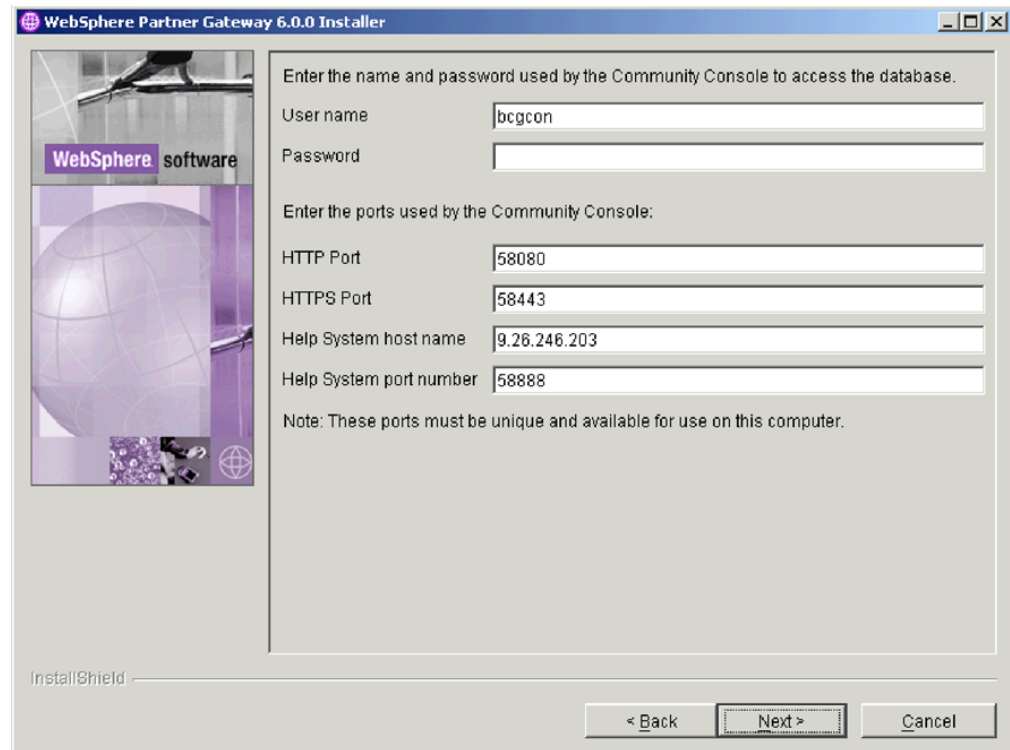 WebSphere Partner Gateway 6.0.0 Installer
WebSphere software
Enter the name and password used by the Community Console to access the database.
User name bcgcon
Password
Enter the ports used by the Community Console:
HTTP Port 58080
HTTPS Port 58443
Help System host name 9.26.246.203
Help System port number 58888
Note: These ports must be unique and available for use on this computer.
InstallShield
< Back Next > Cancel